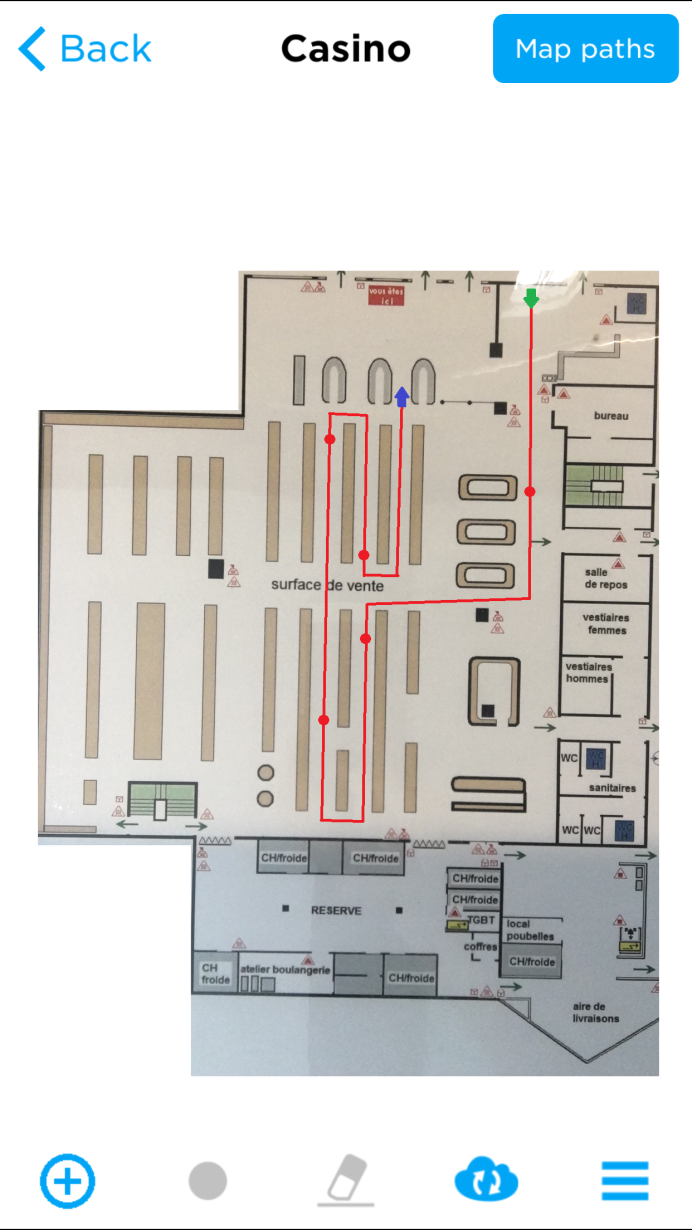 Back
Casino
Map paths
vous êtes
ici
bureau
surface de vente
salle
de repos
vestiaires
femmes
vestiaires
hommes
WC
sanitaires
WC WC
CH/froide
CH/froide
CH/froide
CH/froide
RESERVE
TGBT
local
poubelles
coffres
CH/froide
CH
froide
atelier boulangerie
CH/froide
aire de
livraisons